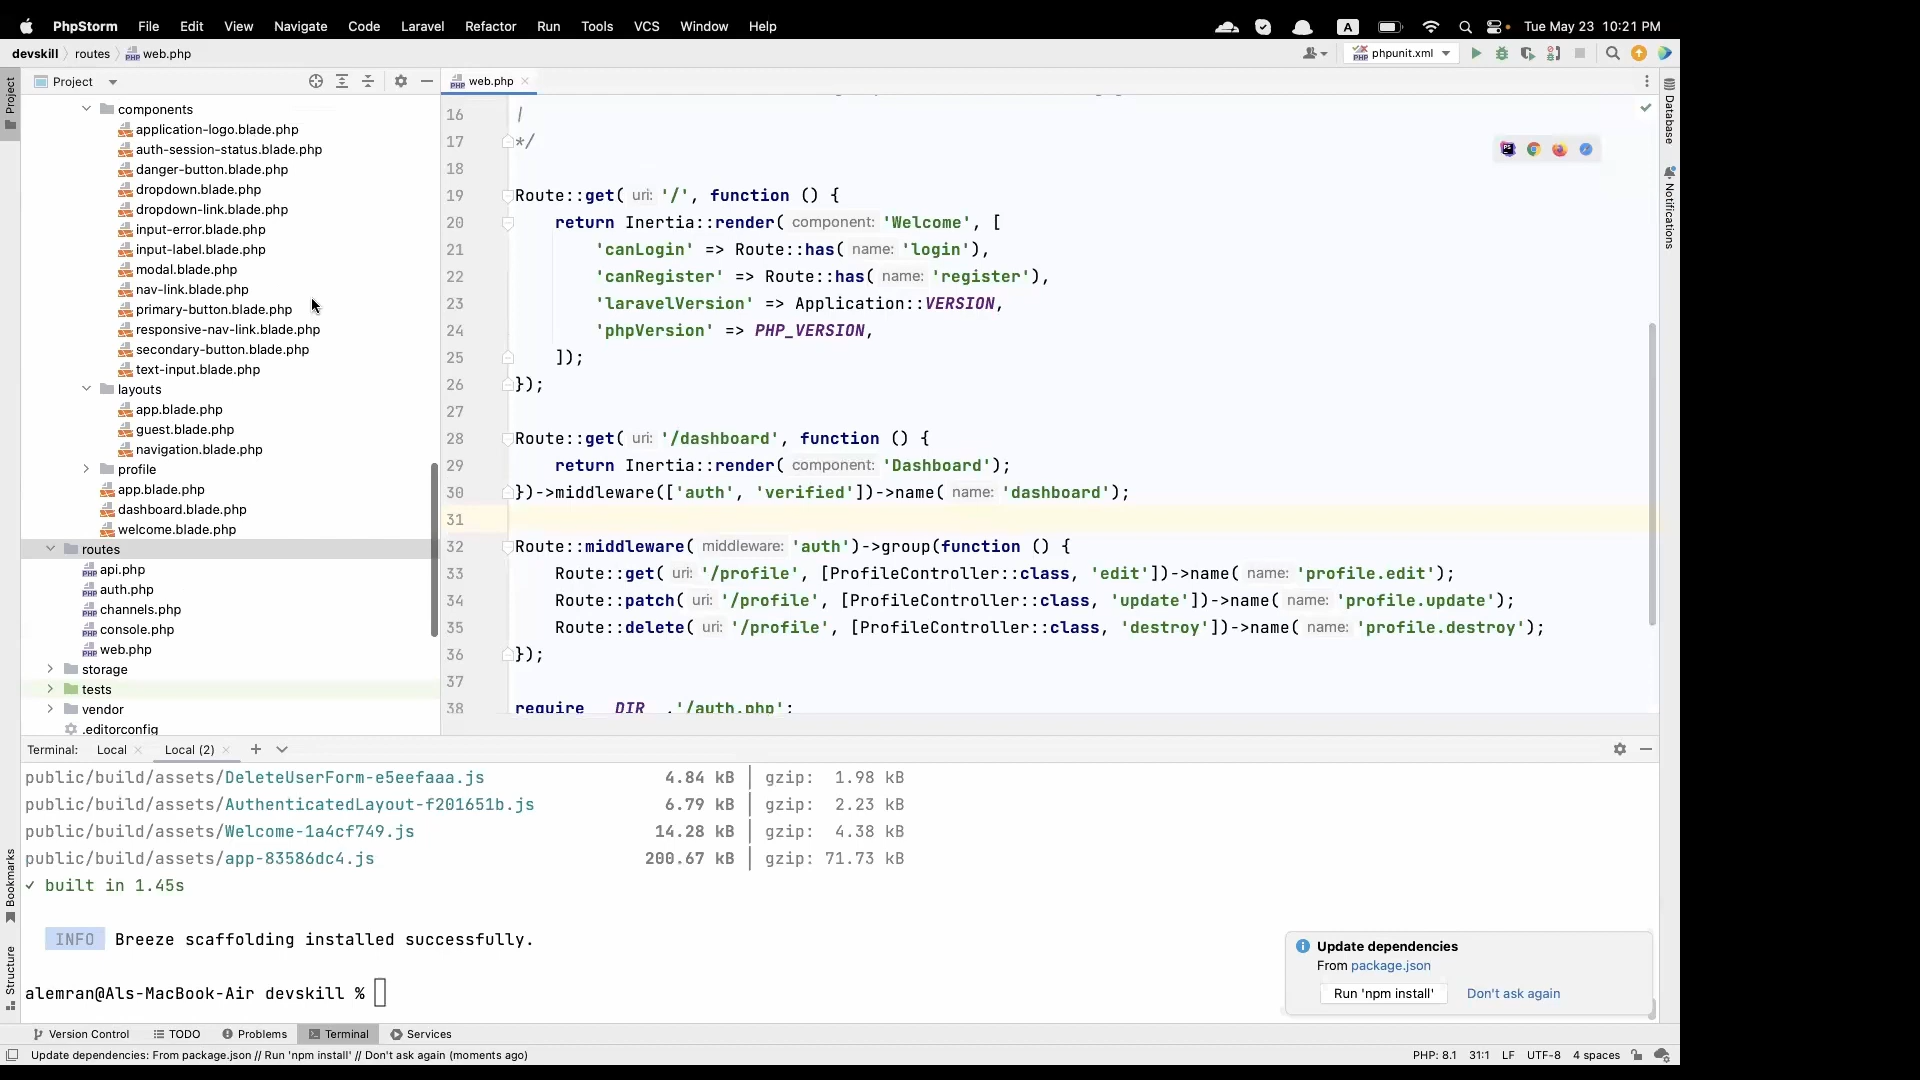 PhpStorm File Edit View Navigate Code Laravel Refactor Run Tools VCS Window Help A Tue May 23 10:21 PM
devskill routes web.php phpunit.xml
Project web.php
components
application-logo.blade.php
auth-session-status.blade.php
danger-button.blade.php
dropdown.blade.php
dropdown-link.blade.php
input-error.blade.php
input-label.blade.php
modal.blade.php
nav-link.blade.php
primary-button.blade.php
responsive-nav-link.blade.php
secondary-button.blade.php
text-input.blade.php
layouts
app.blade.php
guest.blade.php
navigation.blade.php
profile
app.blade.php
dashboard.blade.php
welcome.blade.php
routes
api.php
auth.php
channels.php
console.php
web.php
storage
tests
vendor
.editorconfig
16 |
17 */
18
19 Route::get( uri: '/', function () {
20 return Inertia::render( component: 'Welcome', [
21 'canLogin' => Route::has( name: 'login'),
22 'canRegister' => Route::has( name: 'register'),
23 'laravelVersion' => Application::VERSION,
24 'phpVersion' => PHP_VERSION,
25 ]);
26 });
27
28 Route::get( uri: '/dashboard', function () {
29 return Inertia::render( component: 'Dashboard');
30 })->middleware(['auth', 'verified'])->name( name: 'dashboard');
31
32 Route::middleware( middleware: 'auth')->group(function () {
33 Route::get( uri: '/profile', [ProfileController::class, 'edit'])->name( name: 'profile.edit');
34 Route::patch( uri: '/profile', [ProfileController::class, 'update'])->name( name: 'profile.update');
35 Route::delete( uri: '/profile', [ProfileController::class, 'destroy'])->name( name: 'profile.destroy');
36 });
37
38 require __DIR__.'/auth.php';
Project
Bookmarks
Structure
Database
Notifications
Terminal: Local Local (2)
public/build/assets/DeleteUserForm-e5eefaaa.js 4.84 kB │ gzip: 1.98 kB
public/build/assets/AuthenticatedLayout-f201651b.js 6.79 kB │ gzip: 2.23 kB
public/build/assets/Welcome-1a4cf749.js 14.28 kB │ gzip: 4.38 kB
public/build/assets/app-83586dc4.js 200.67 kB │ gzip: 71.73 kB
✓ built in 1.45s
INFO Breeze scaffolding installed successfully.
alemran@Als-MacBook-Air devskill %
Update dependencies
From package.json
Run 'npm install' Don't ask again
Version Control TODO Problems Terminal Services
Update dependencies: From package.json // Run 'npm install' // Don't ask again (moments ago) PHP: 8.1 31:1 LF UTF-8 4 spaces